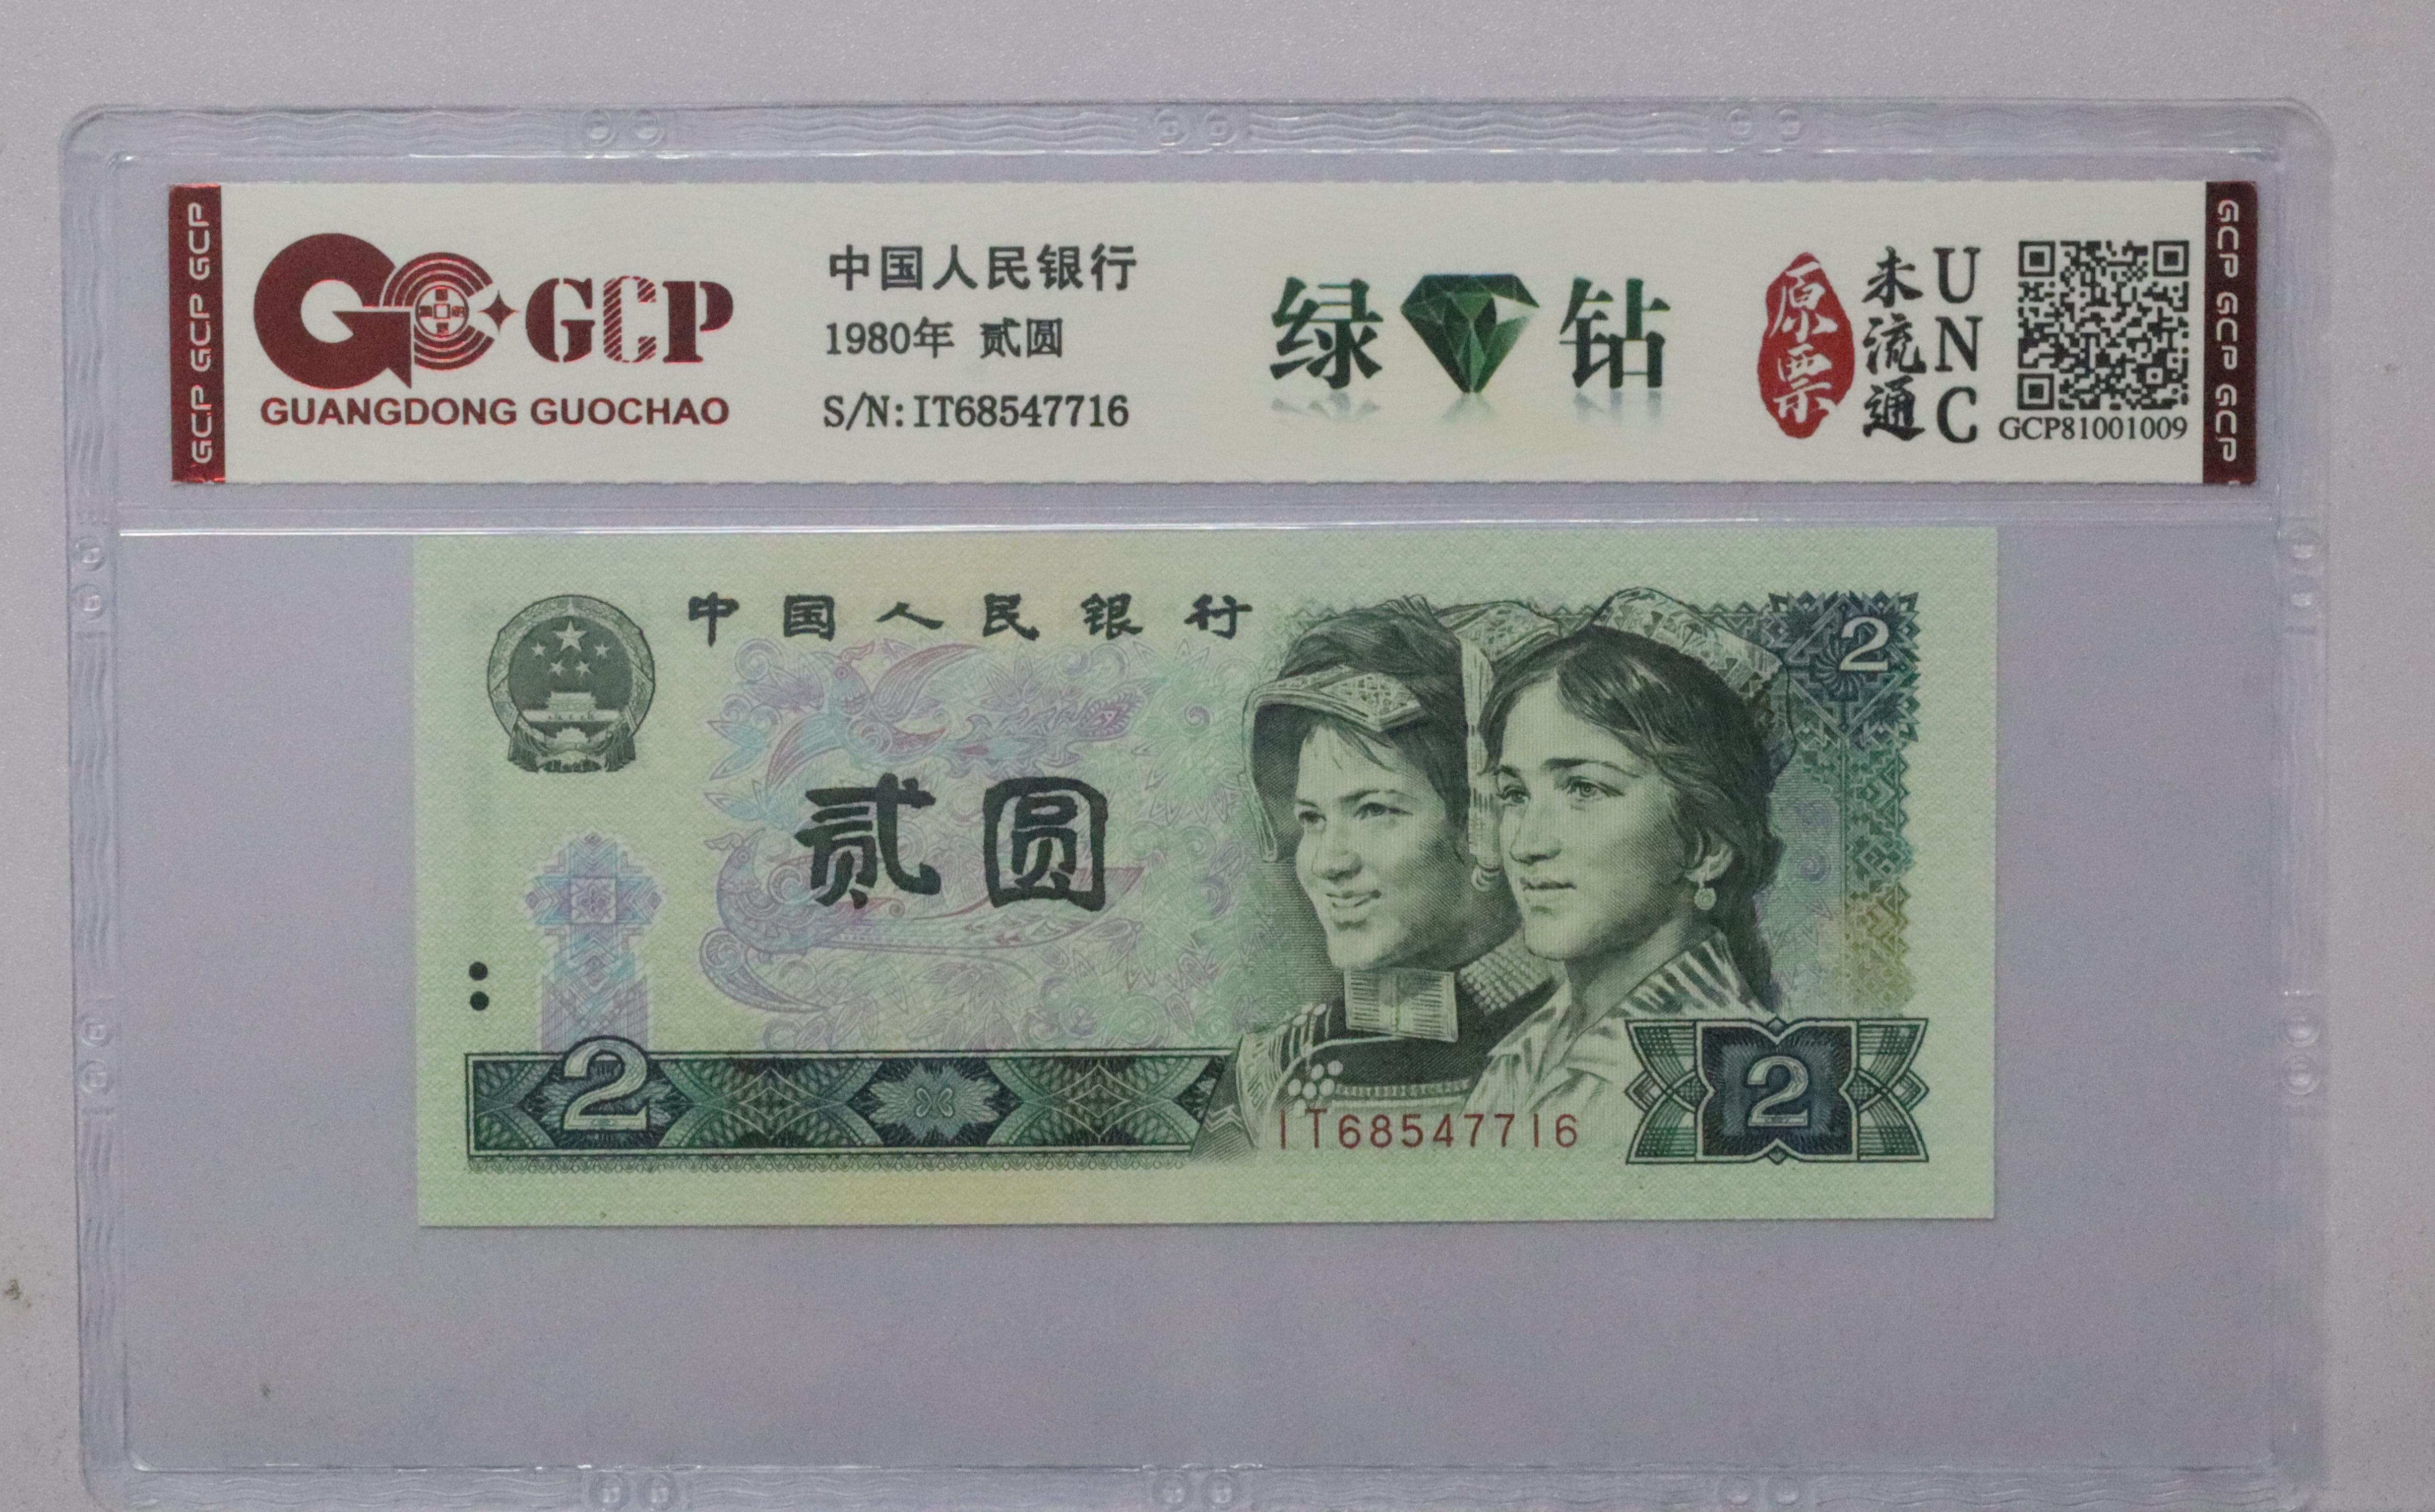 GCP GCP GCP
GCP
GUANGDONG GUOCHAO
中国人民银行
1980年 贰圆
S/N:IT68547716
绿钻
原票
未流通
UNC
GCP81001009
GCP GCP GCP
中国人民银行
2
贰圆
2
IT68547716
2